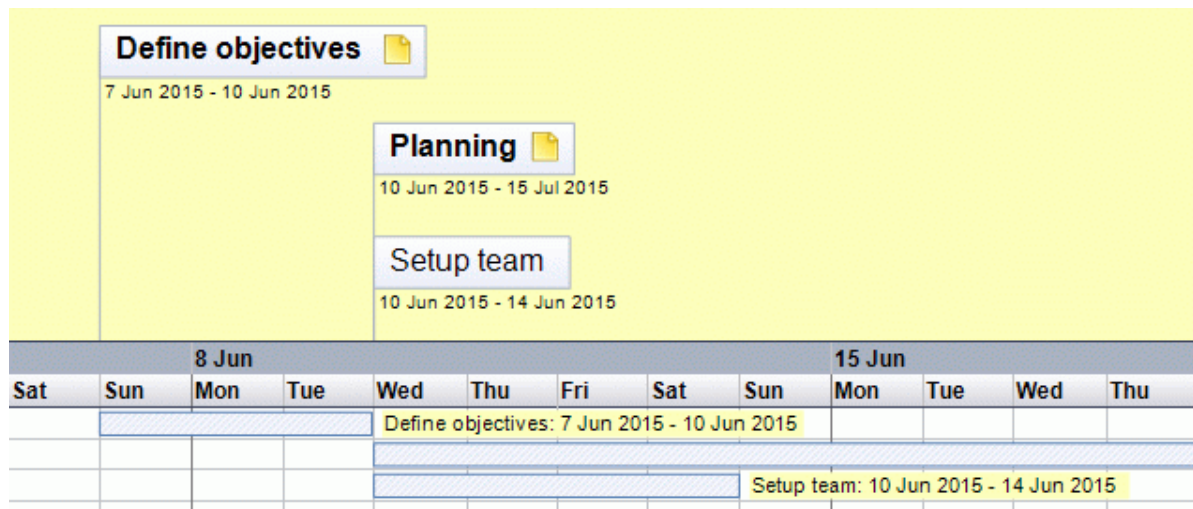 Define objectives
7 Jun 2015 - 10 Jun 2015
Planning
10 Jun 2015 - 15 Jul 2015
Setup team
10 Jun 2015 - 14 Jun 2015
8 Jun 15 Jun
Sat Sun Mon Tue Wed Thu Fri Sat Sun Mon Tue Wed Thu
Define objectives: 7 Jun 2015 - 10 Jun 2015
Setup team: 10 Jun 2015 - 14 Jun 2015